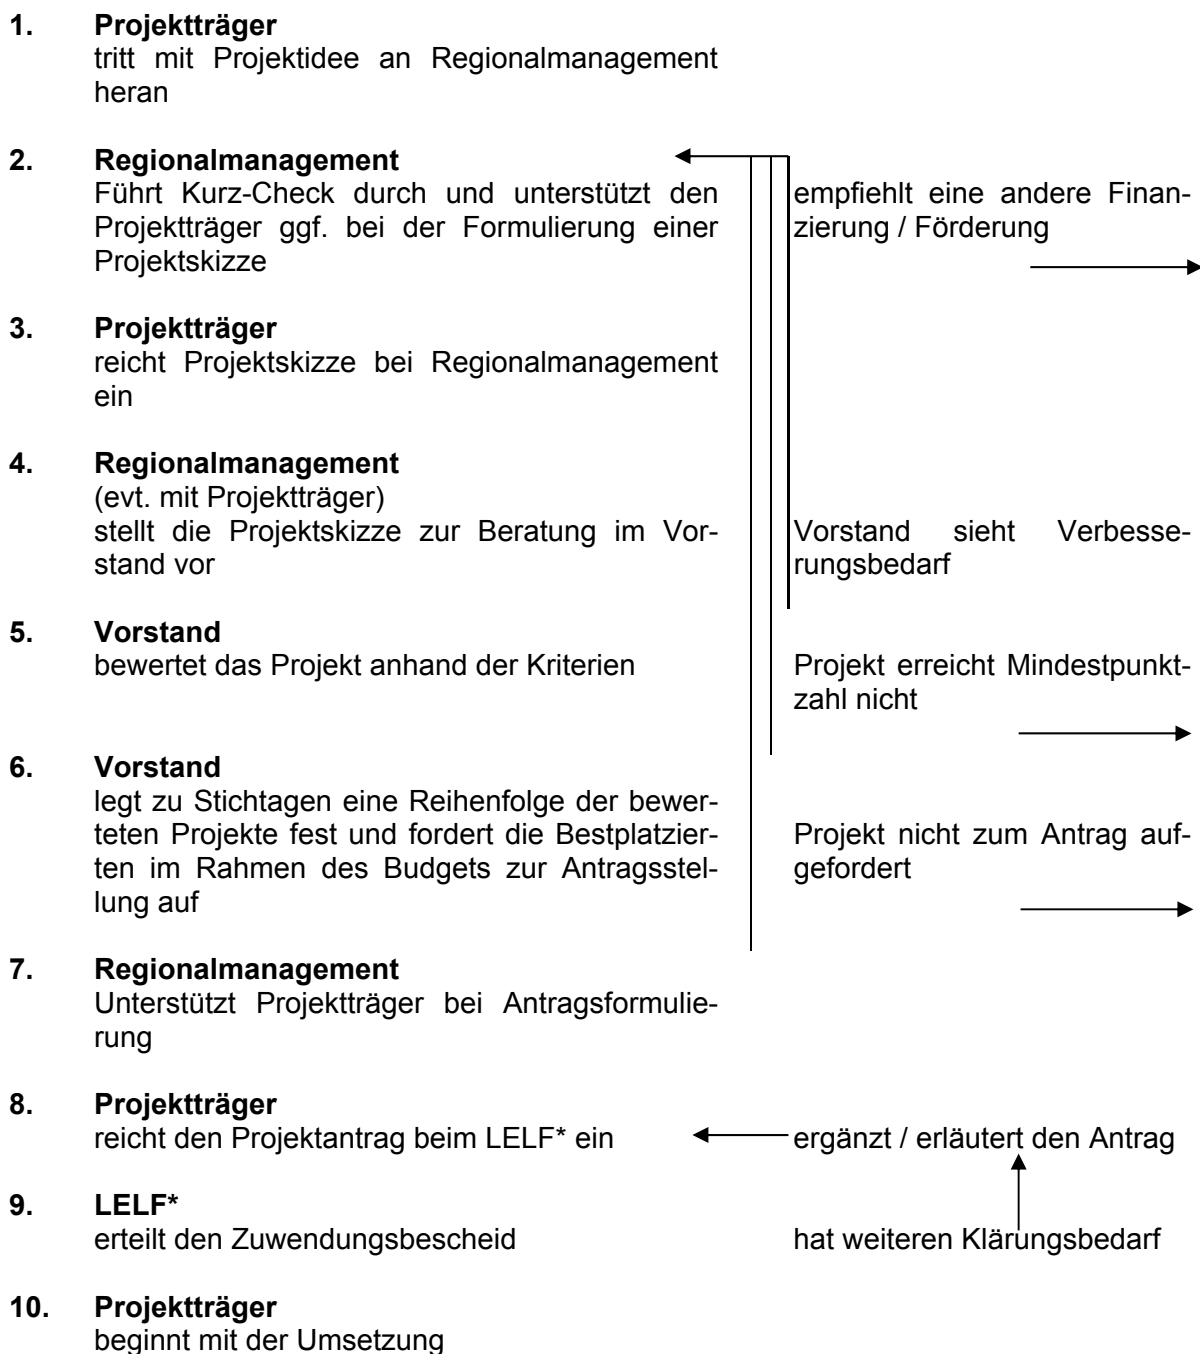 1. Projektträger
tritt mit Projektidee an Regionalmanagement
heran
2. Regionalmanagement
Führt Kurz-Check durch und unterstützt den
Projektträger ggf. bei der Formulierung einer
Projektskizze
empfiehlt eine andere Finan-
zierung / Förderung
3. Projektträger
reicht Projektskizze bei Regionalmanagement
ein
4. Regionalmanagement
(evt. mit Projektträger)
stellt die Projektskizze zur Beratung im Vor-
stand vor
Vorstand sieht Verbesse-
rungsbedarf
5. Vorstand
bewertet das Projekt anhand der Kriterien
Projekt erreicht Mindestpunkt-
zahl nicht
6. Vorstand
legt zu Stichtagen eine Reihenfolge der bewer-
teten Projekte fest und fordert die Bestplatzier-
ten im Rahmen des Budgets zur Antragsstel-
lung auf
Projekt nicht zum Antrag auf-
gefordert
7. Regionalmanagement
Unterstützt Projektträger bei Antragsformulie-
rung
8. Projektträger
reicht den Projektantrag beim LELF* ein
ergänzt / erläutert den Antrag
9. LELF*
erteilt den Zuwendungsbescheid
hat weiteren Klärungsbedarf
10. Projektträger
beginnt mit der Umsetzung